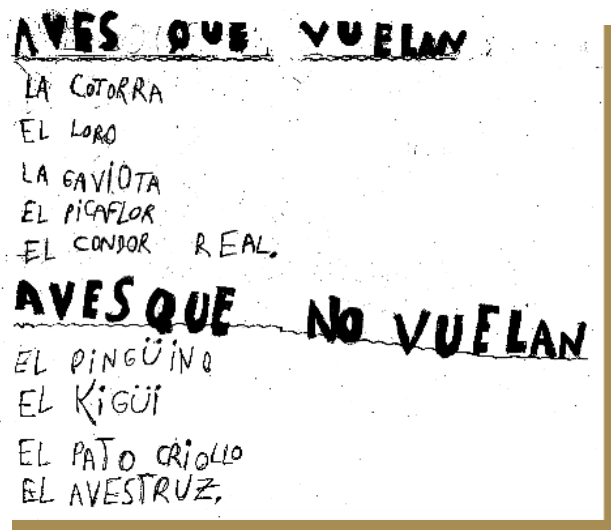 AVES QUE VUELAN
LA COTORRA
EL LORO
LA GAVIOTA
EL PICAFLOR
EL CONDOR REAL.
AVES QUE NO VUELAN
EL PINGÜINO
EL KIGÜI
EL PATO CRIOLLO
EL AVESTRUZ.